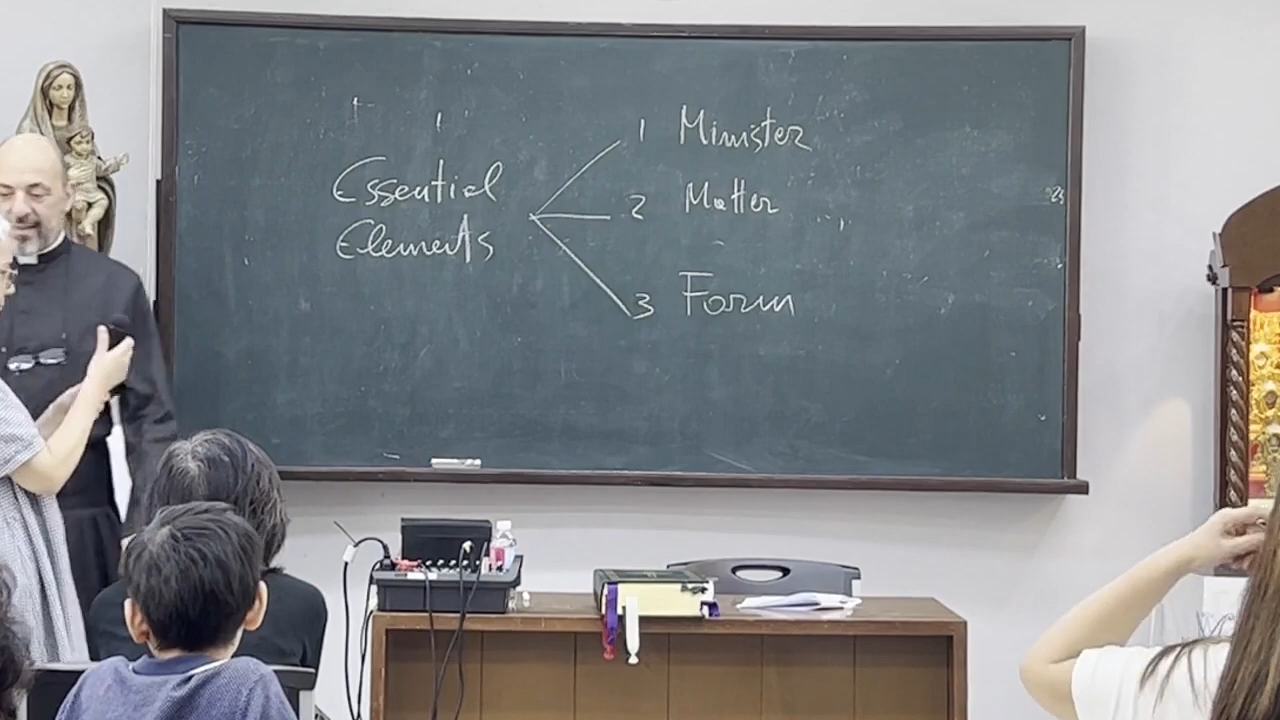 Essential
Elements
1 Minister
2 Matter
3 Form